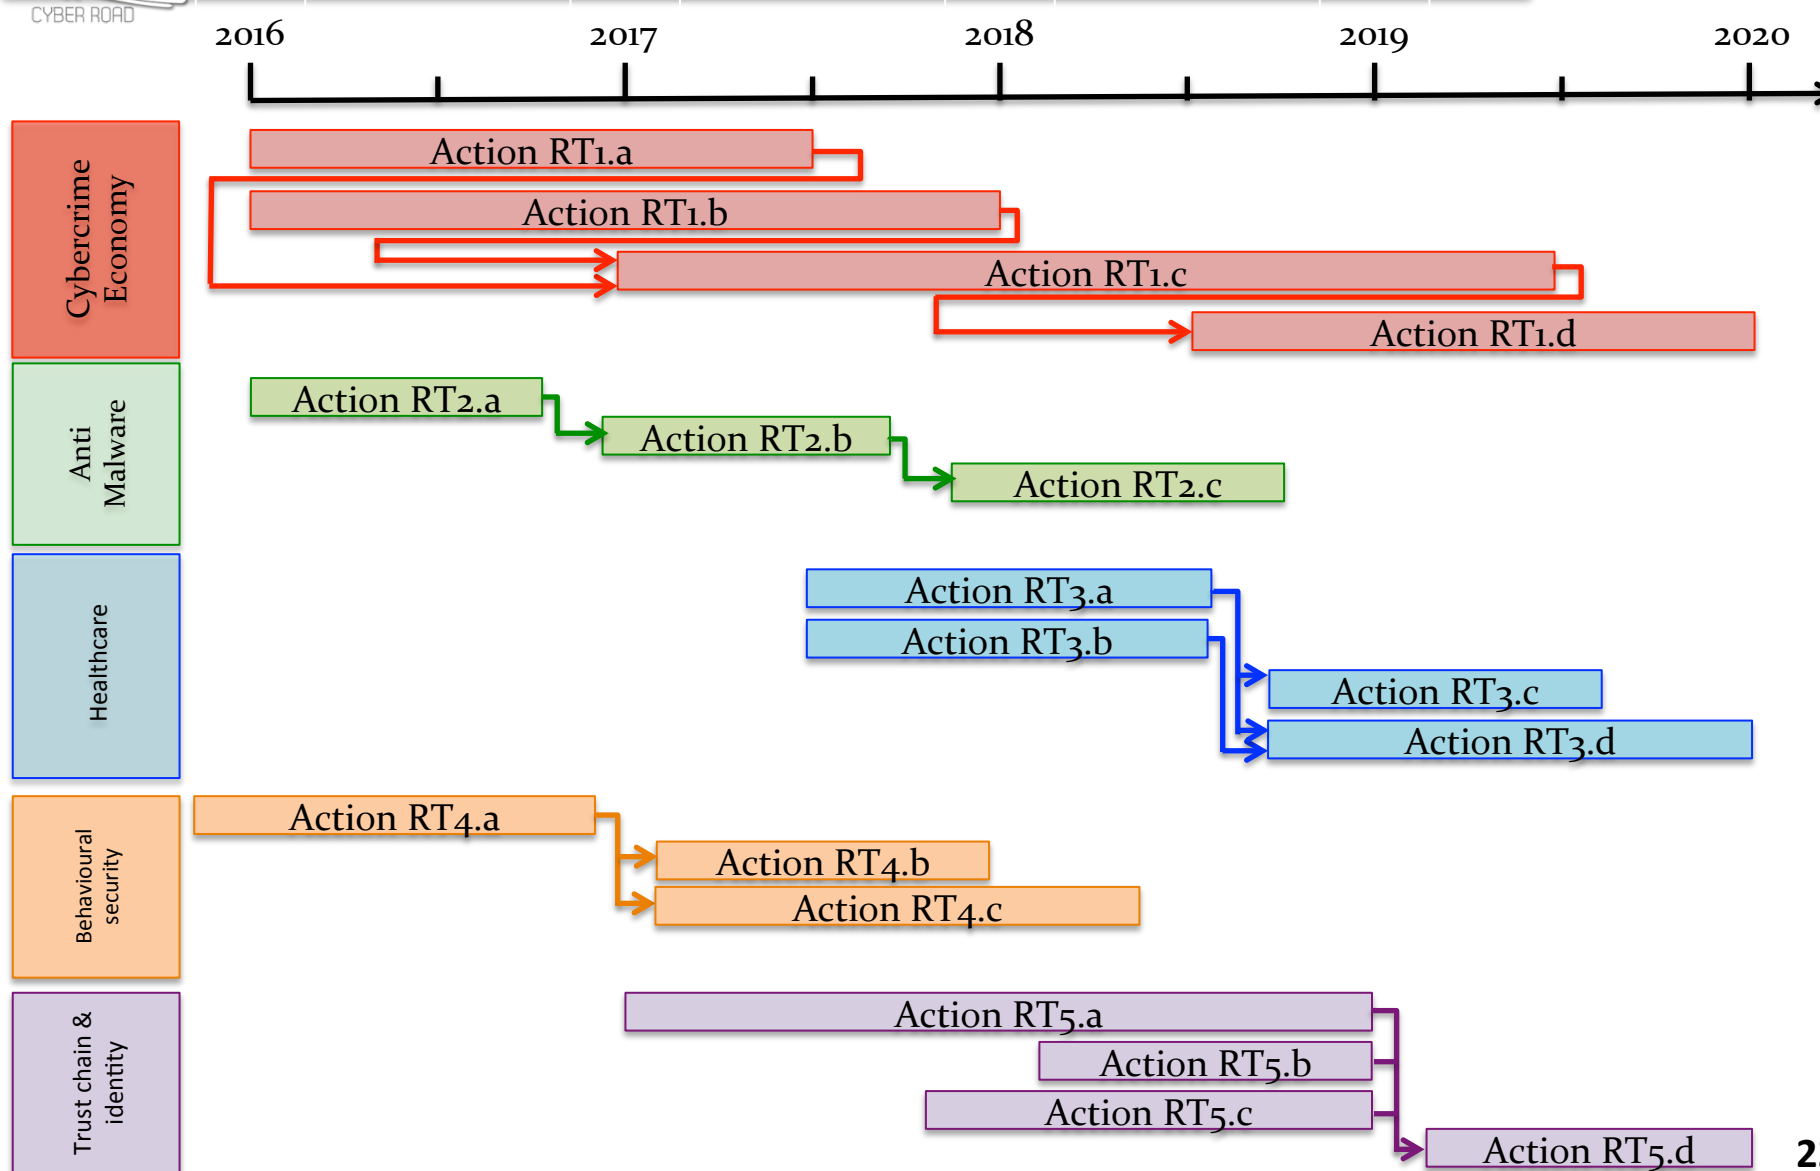 CYBER ROAD
2016 2017 2018 2019 2020
Cybercrime
Economy
Action RT1.a
Action RT1.b
Action RT1.c
Action RT1.d
Anti
Malware
Action RT2.a
Action RT2.b
Action RT2.c
Healthcare
Action RT3.a
Action RT3.b
Action RT3.c
Action RT3.d
Behavioural
security
Action RT4.a
Action RT4.b
Action RT4.c
Trust chain &
identity
Action RT5.a
Action RT5.b
Action RT5.c
Action RT5.d
2